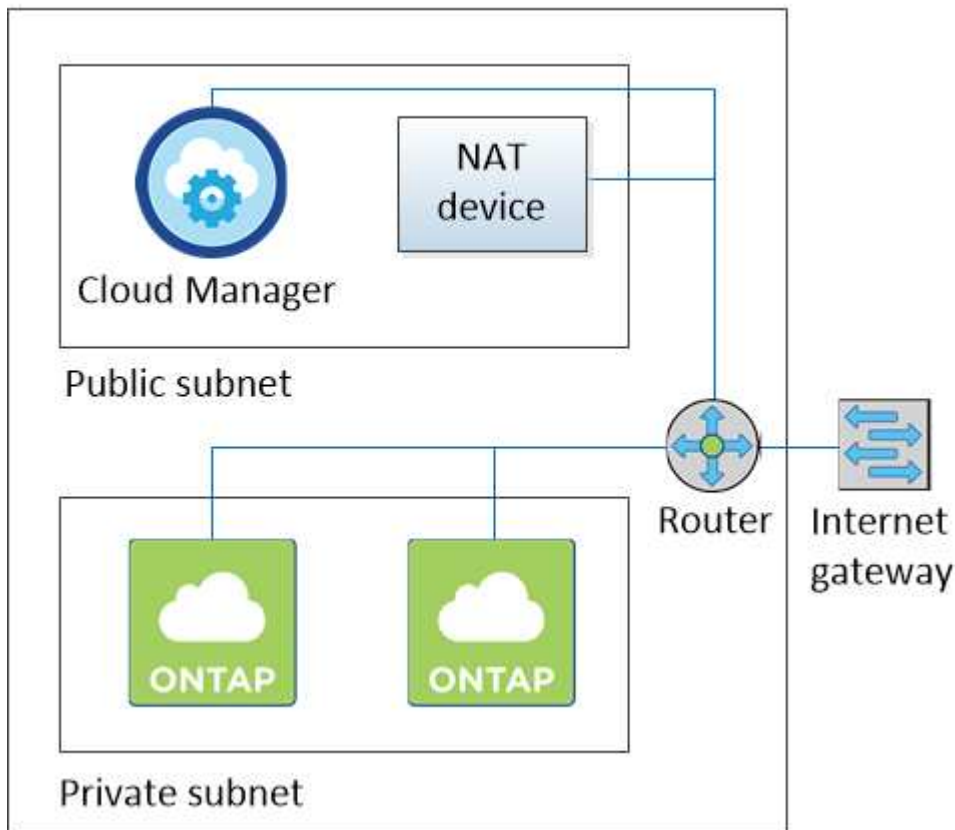 NAT
device
Cloud Manager
Public subnet
Router
Internet
gateway
ONTAP
ONTAP
Private subnet